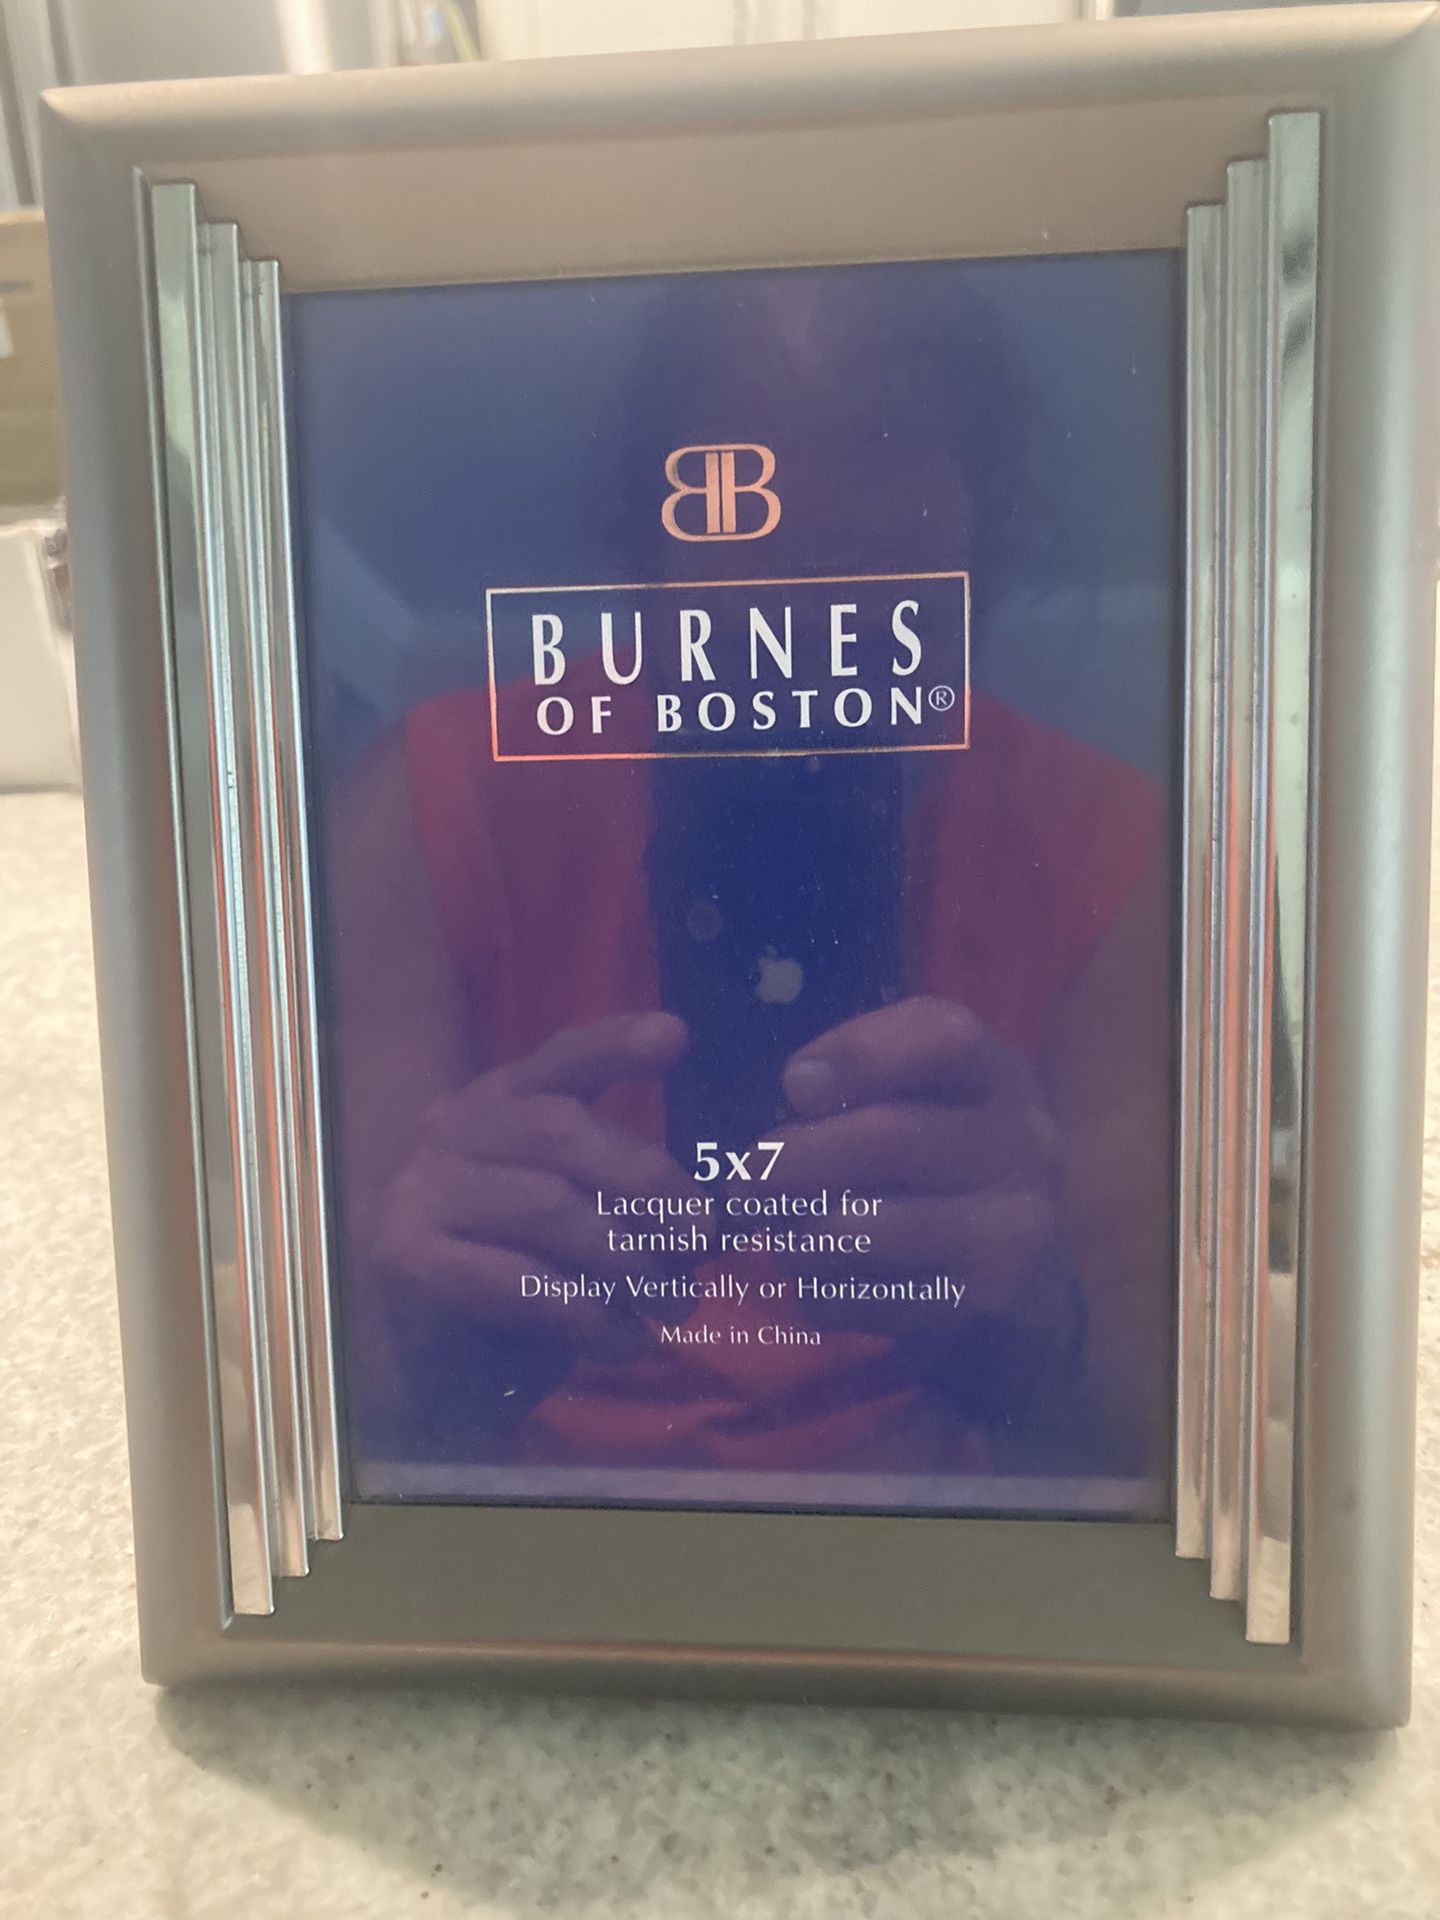 BB
BURNES
OF BOSTON®
5x7
Lacquer coated for
tarnish resistance
Display Vertically or Horizontally
Made in China